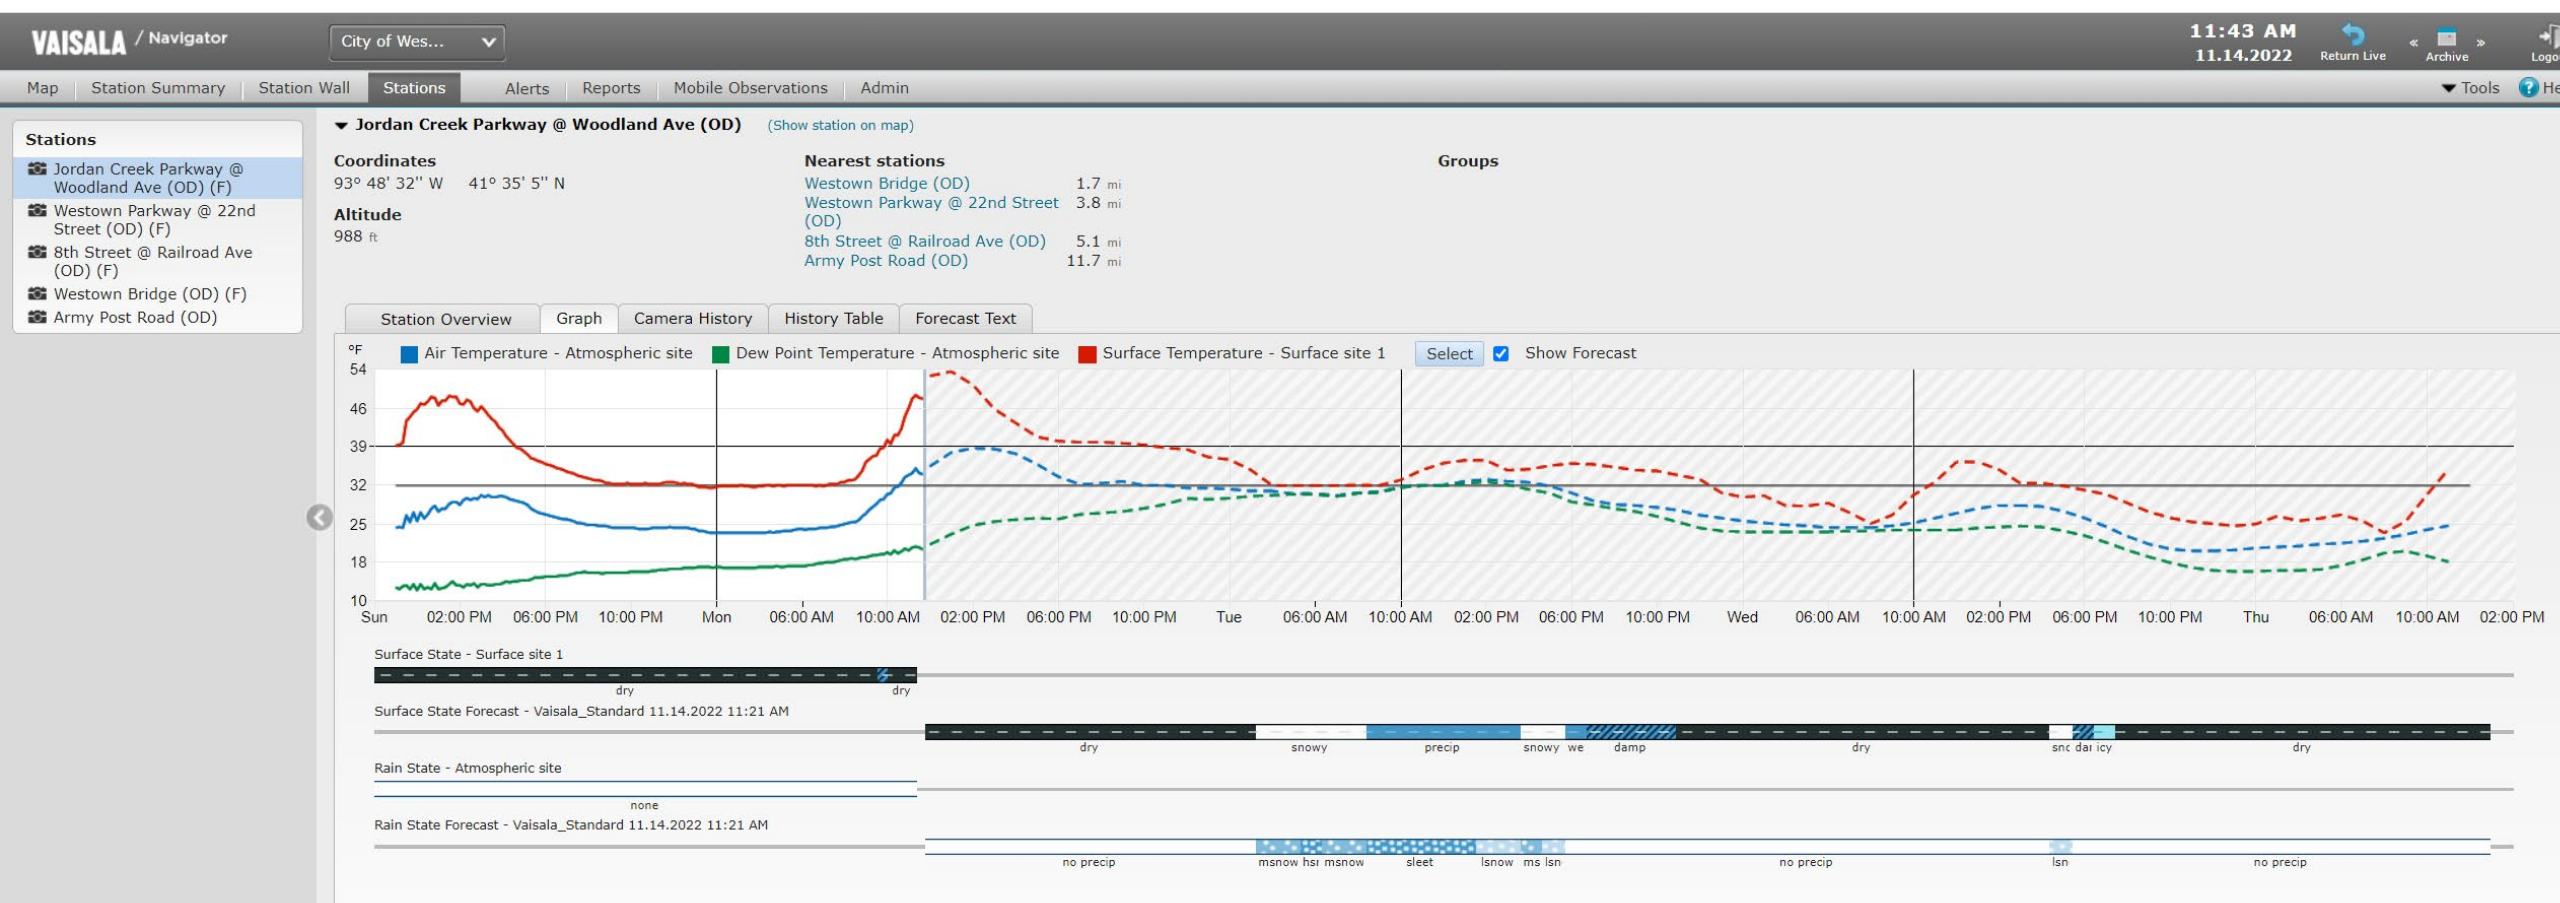 VAISALA / Navigator
City of Wes...
11:43 AM
11.14.2022
Return Live
« Archive »
Map Station Summary Station Wall Stations Alerts Reports Mobile Observations Admin
Tools
Stations
Jordan Creek Parkway @
Woodland Ave (OD) (F)
Westown Parkway @ 22nd
Street (OD) (F)
8th Street @ Railroad Ave
(OD) (F)
Westown Bridge (OD) (F)
Army Post Road (OD)
Jordan Creek Parkway @ Woodland Ave (OD) (Show station on map)
Coordinates
93° 48' 32'' W 41° 35' 5'' N
Altitude
988 ft
Nearest stations
Westown Bridge (OD) 1.7 mi
Westown Parkway @ 22nd Street 3.8 mi
(OD)
8th Street @ Railroad Ave (OD) 5.1 mi
Army Post Road (OD) 11.7 mi
Groups
Station Overview Graph Camera History History Table Forecast Text
°F Air Temperature - Atmospheric site Dew Point Temperature - Atmospheric site Surface Temperature - Surface site 1 Select Show Forecast
54
46
39
32
25
18
10
Sun 02:00 PM 06:00 PM 10:00 PM Mon 06:00 AM 10:00 AM 02:00 PM 06:00 PM 10:00 PM Tue 06:00 AM 10:00 AM 02:00 PM 06:00 PM 10:00 PM Wed 06:00 AM 10:00 AM 02:00 PM 06:00 PM 10:00 PM Thu 06:00 AM 10:00 AM 02:00 PM
Surface State - Surface site 1
dry dry
Surface State Forecast - Vaisala_Standard 11.14.2022 11:21 AM
dry snowy precip snowy we damp dry snc dai icy dry
Rain State - Atmospheric site
none
Rain State Forecast - Vaisala_Standard 11.14.2022 11:21 AM
no precip msnow hsr msnow sleet lsnow ms lsn no precip lsn no precip